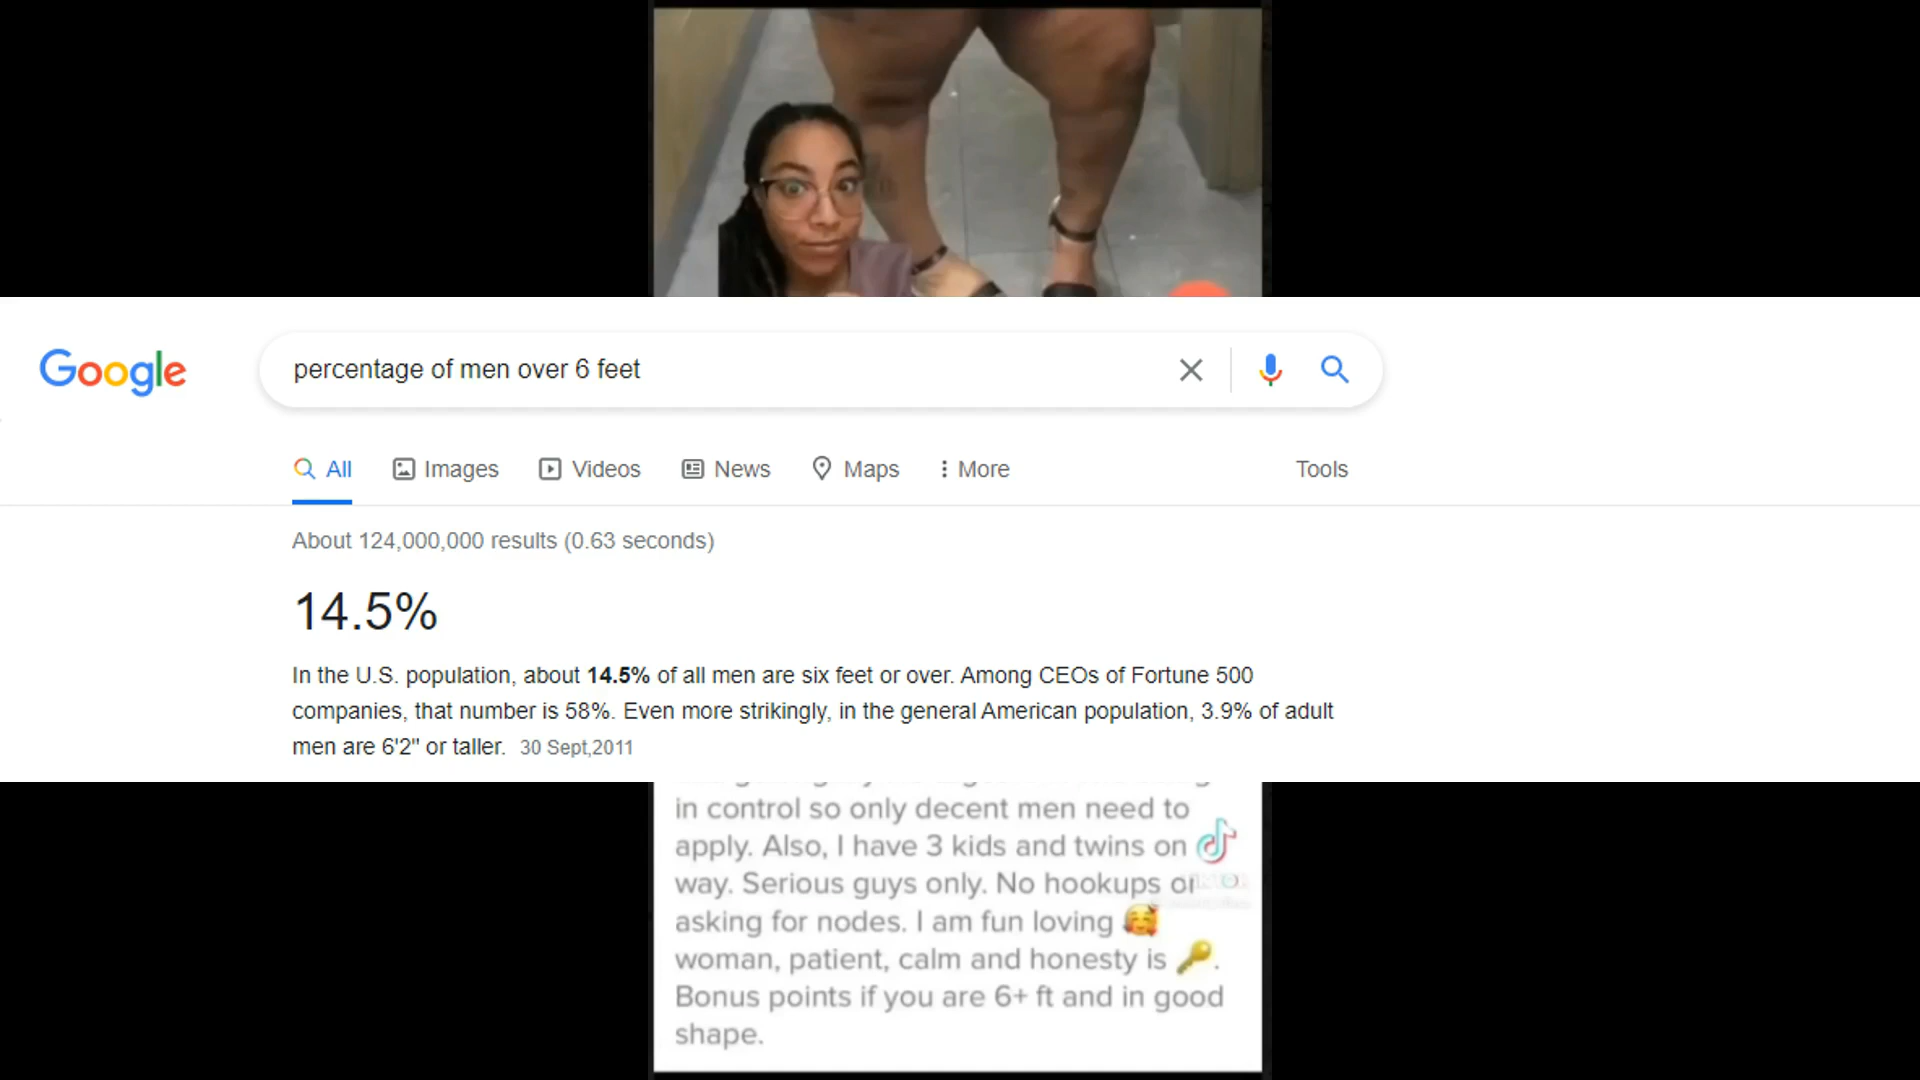 Google
percentage of men over 6 feet
All Images Videos News Maps More Tools
About 124,000,000 results (0.63 seconds)
14.5%
In the U.S. population, about 14.5% of all men are six feet or over. Among CEOs of Fortune 500
companies, that number is 58%. Even more strikingly, in the general American population, 3.9% of adult
men are 6'2" or taller. 30 Sept,2011
in control so only decent men need to
apply. Also, I have 3 kids and twins on
way. Serious guys only. No hookups or
asking for nodes. I am fun loving 🥰
woman, patient, calm and honesty is 🔑.
Bonus points if you are 6+ ft and in good
shape.